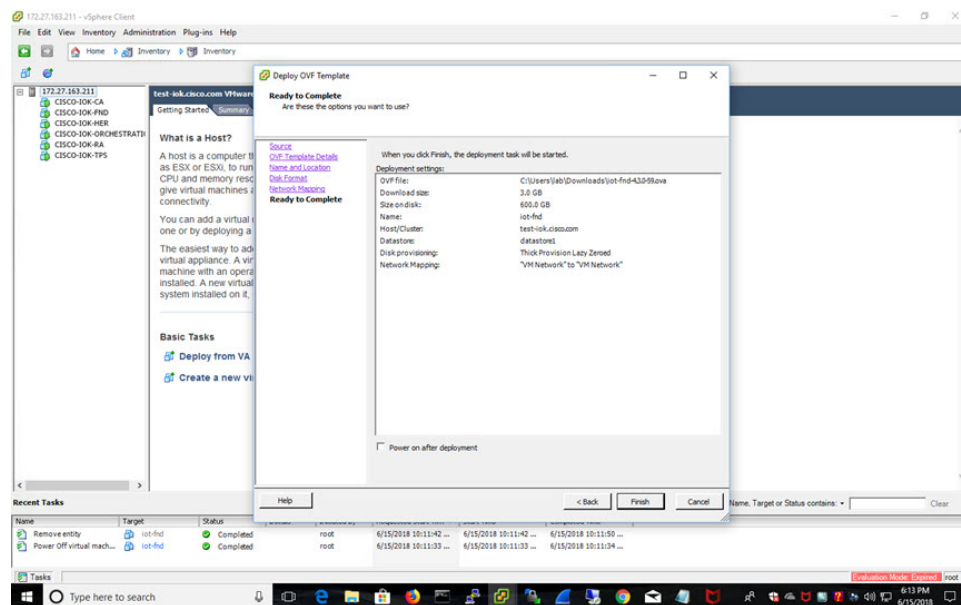 172.27.163.211 - vSphere Client
File Edit View Inventory Administration Plug-ins Help
Home Inventory Inventory
172.27.163.211
CISCO-IOK-CA
CISCO-IOK-FND
CISCO-IOK-HER
CISCO-IOK-ORCHESTRATI
CISCO-IOK-RA
CISCO-IOK-TPS
test-iok.cisco.com VMware
Getting Started Summary
What is a Host?
A host is a computer th
as ESX or ESXi, to run
CPU and memory reso
give virtual machines a
connectivity.
You can add a virtual
one or by deploying a
The easiest way to ad
virtual appliance. A vir
machine with an opera
installed. A new virtual
system installed on it,
Basic Tasks
Deploy from VA
Create a new vi
Deploy OVF Template
Ready to Complete
Are these the options you want to use?
Source
OVF Template Details
Name and Location
Disk Format
Network Mapping
Ready to Complete
When you click Finish, the deployment task will be started.
Deployment settings:
OVF file: C:\Users\lab\Downloads\iot-fnd-4.3.0-59.ova
Download size: 3.0 GB
Size on disk: 600.0 GB
Name: iot-fnd
Host/Cluster: test-iok.cisco.com
Datastore: datastore1
Disk provisioning: Thick Provision Lazy Zeroed
Network Mapping: "VM Network" to "VM Network"
Power on after deployment
Help < Back Finish Cancel
Recent Tasks
Name, Target or Status contains: Clear
Name Target Status
Remove entity iot-fnd Completed root 6/15/2018 10:11:42 ... 6/15/2018 10:11:42 ... 6/15/2018 10:11:50 ...
Power Off virtual mach... iot-fnd Completed root 6/15/2018 10:11:33 ... 6/15/2018 10:11:33 ... 6/15/2018 10:11:34 ...
Tasks Evaluation Mode: Expired root
Type here to search
6:13 PM
6/15/2018